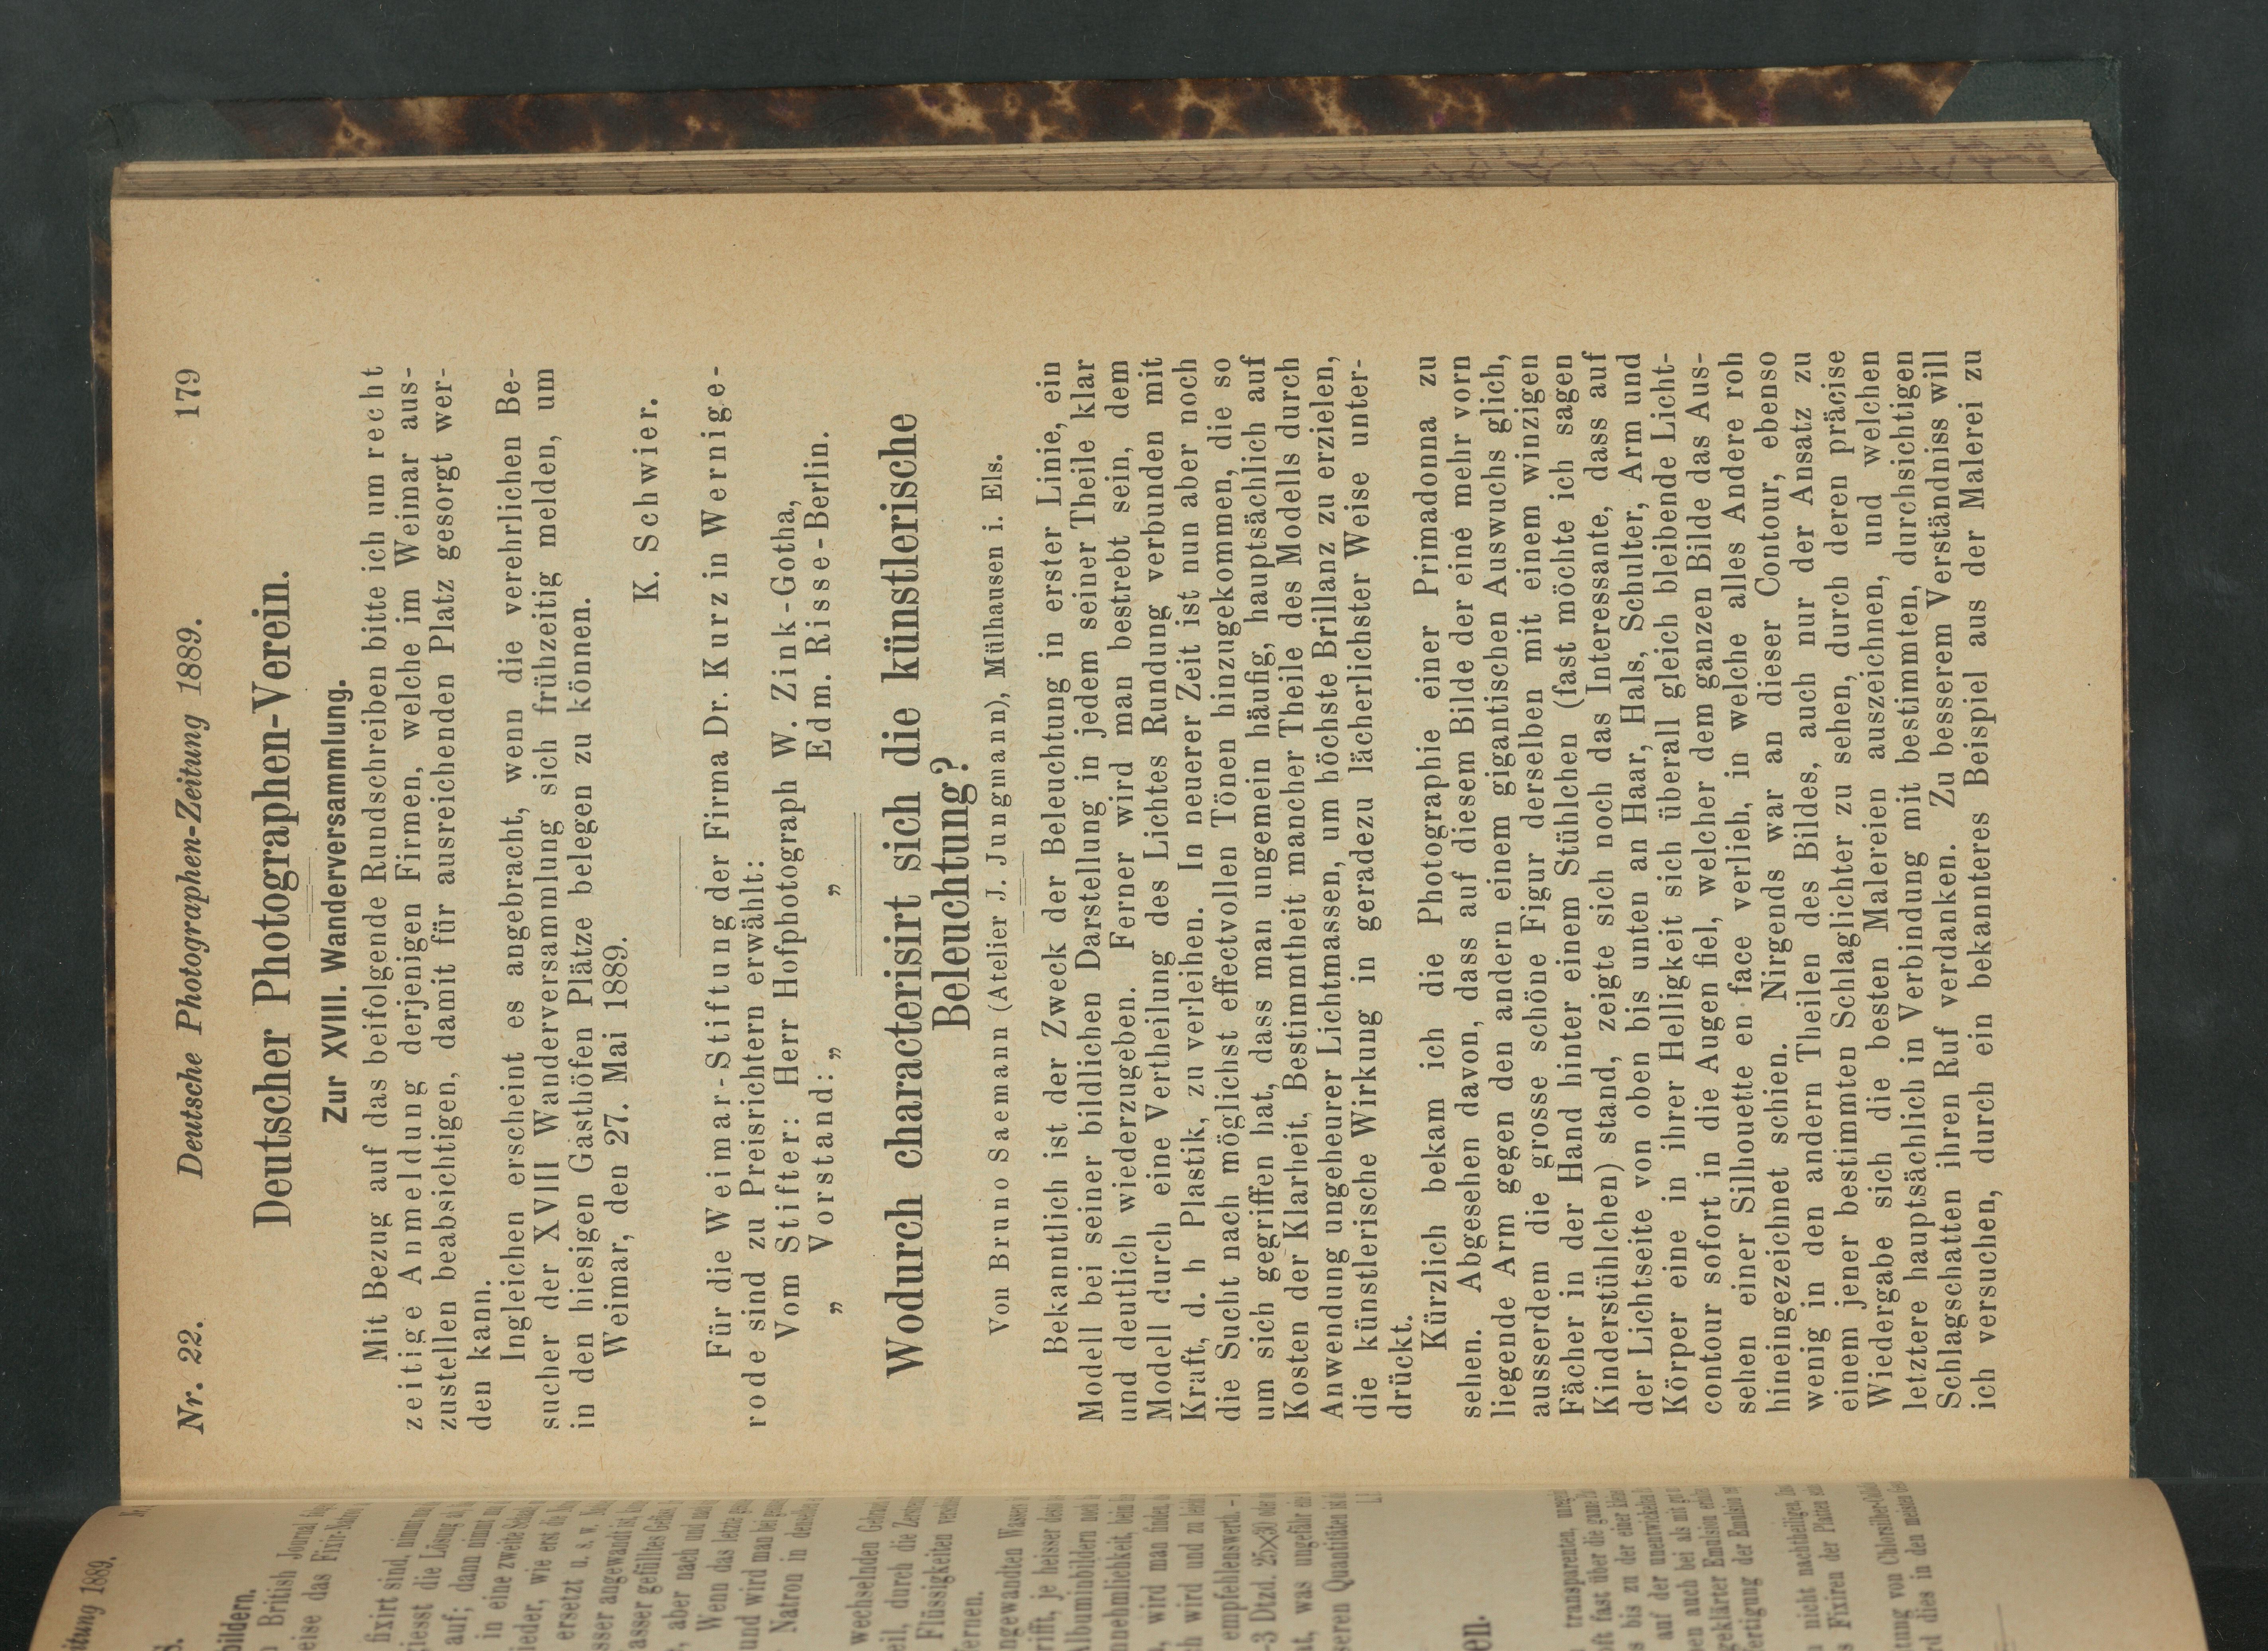 Nr. 22. Deutsche Photographen-Zeitung 1889. 179
Deutscher Photographen-Verein.
Zur XVIII. Wanderversammlung.
Mit Bezug auf das beifolgende Rundschreiben bitte ich um recht
zeitige Anmeldung derjenigen Firmen, welche im Weimar aus-
zustellen beabsichtigen, damit für ausreichenden Platz gesorgt wer-
den kann.
Ingleichen erscheint es angebracht, wenn die verehrlichen Be-
sucher der XVIII Wanderversammlung sich frühzeitig melden, um
in den hiesigen Gasthöfen Plätze belegen zu können.
Weimar, den 27. Mai 1889.
K. Schwier.
Für die Weimar-Stiftung der Firma Dr. Kurz in Wernige-
rode sind zu Preisrichtern erwählt:
Vom Stifter: Herr Hofphotograph W. Zink-Gotha,
„ Vorstand: „ „ Edm. Risse-Berlin.
Wodurch characterisirt sich die künstlerische
Beleuchtung?
Von Bruno Saemann (Atelier J. Jungmann), Mülhausen i. Els.
Bekanntlich ist der Zweck der Beleuchtung in erster Linie, ein
Modell bei seiner bildlichen Darstellung in jedem seiner Theile klar
und deutlich wiederzugeben. Ferner wird man bestrebt sein, dem
Modell durch eine Vertheilung des Lichtes Rundung verbunden mit
Kraft, d. h Plastik, zu verleihen. In neuerer Zeit ist nun aber noch
die Sucht nach möglichst effectvollen Tönen hinzugekommen, die so
um sich gegriffen hat, dass man ungemein häufig, hauptsächlich auf
Kosten der Klarheit, Bestimmtheit mancher Theile des Modells durch
Anwendung ungeheurer Lichtmassen, um höchste Brillanz zu erzielen,
die künstlerische Wirkung in geradezu lächerlichster Weise unter-
drückt.
Kürzlich bekam ich die Photographie einer Primadonna zu
sehen. Abgesehen davon, dass auf diesem Bilde der eine mehr vorn
liegende Arm gegen den andern einem gigantischen Auswuchs glich,
ausserdem die grosse schöne Figur derselben mit einem winzigen
Fächer in der Hand hinter einem Stühlchen (fast möchte ich sagen
Kinderstühlchen) stand, zeigte sich noch das Interessante, dass auf
der Lichtseite von oben bis unten an Haar, Hals, Schulter, Arm und
Körper eine in ihrer Helligkeit sich überall gleich bleibende Licht-
contour sofort in die Augen fiel, welcher dem ganzen Bilde das Aus-
sehen einer Silhouette en face verlieh, in welche alles Andere roh
hineingezeichnet schien. Nirgends war an dieser Contour, ebenso
wenig in den andern Theilen des Bildes, auch nur der Ansatz zu
einem jener bestimmten Schlaglichter zu sehen, durch deren präcise
Wiedergabe sich die besten Malereien auszeichnen, und welchen
letztere hauptsächlich in Verbindung mit bestimmten, durchsichtigen
Schlagschatten ihren Ruf verdanken. Zu besserem Verständniss will
ich versuchen, durch ein bekannteres Beispiel aus der Malerei zu